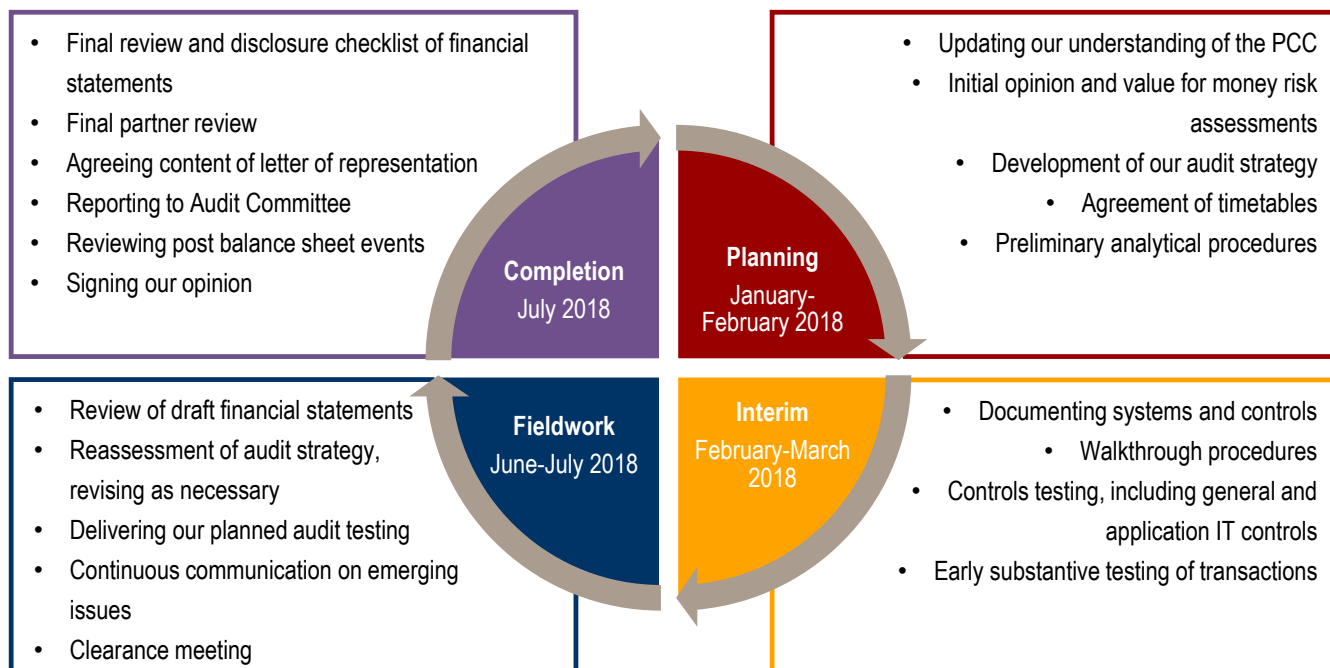 • Final review and disclosure checklist of financial
statements
• Final partner review
• Agreeing content of letter of representation
• Reporting to Audit Committee
• Reviewing post balance sheet events
• Signing our opinion
• Updating our understanding of the PCC
• Initial opinion and value for money risk
assessments
• Development of our audit strategy
• Agreement of timetables
• Preliminary analytical procedures
Completion
July 2018
Planning
January-
February 2018
Fieldwork
June-July 2018
Interim
February-March
2018
• Review of draft financial statements
• Reassessment of audit strategy,
revising as necessary
• Delivering our planned audit testing
• Continuous communication on emerging
issues
• Clearance meeting
• Documenting systems and controls
• Walkthrough procedures
• Controls testing, including general and
application IT controls
• Early substantive testing of transactions